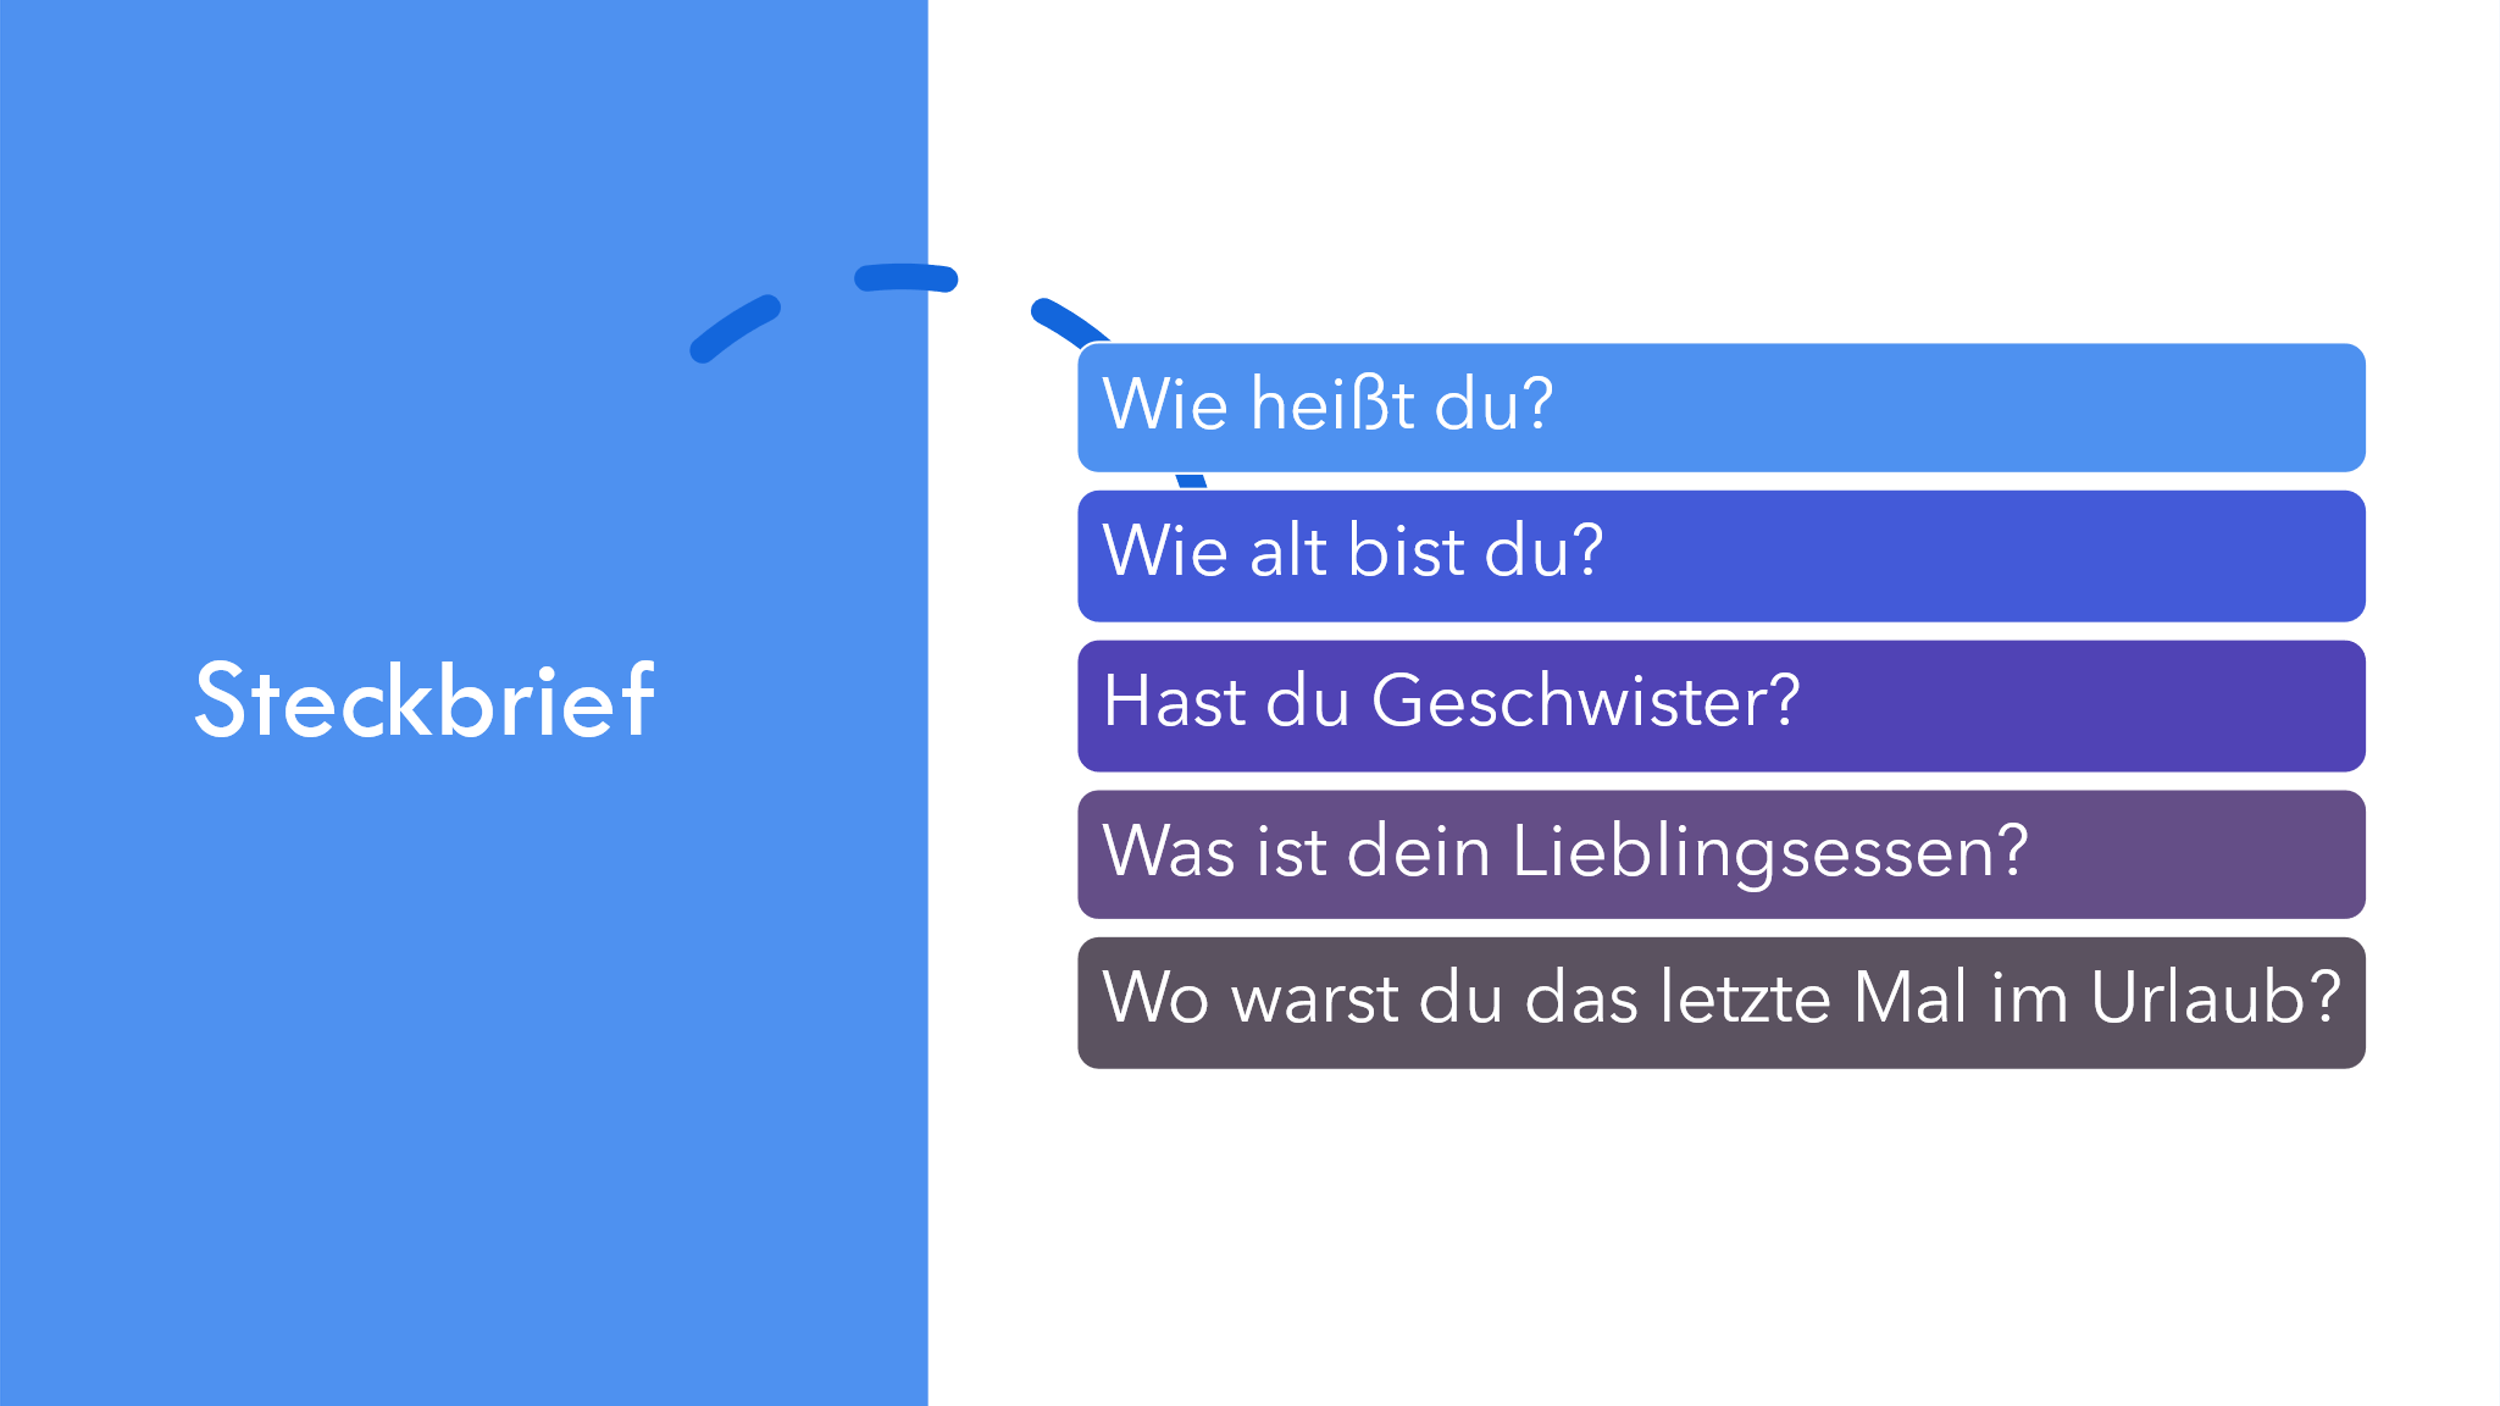 Steckbrief
Wie heißt du?
Wie alt bist du?
Hast du Geschwister?
Was ist dein Lieblingsessen?
Wo warst du das letzte Mal im Urlaub?